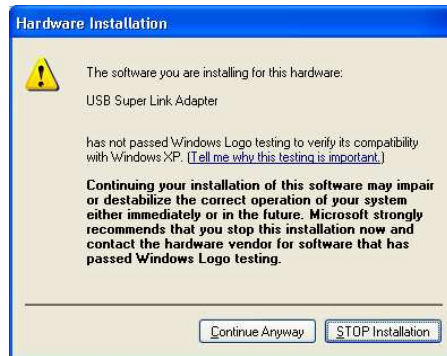 Hardware Installation
The software you are installing for this hardware:
USB Super Link Adapter
has not passed Windows Logo testing to verify its compatibility
with Windows XP. (Tell me why this testing is important.)
Continuing your installation of this software may impair
or destabilize the correct operation of your system
either immediately or in the future. Microsoft strongly
recommends that you stop this installation now and
contact the hardware vendor for software that has
passed Windows Logo testing.
Continue Anyway
STOP Installation